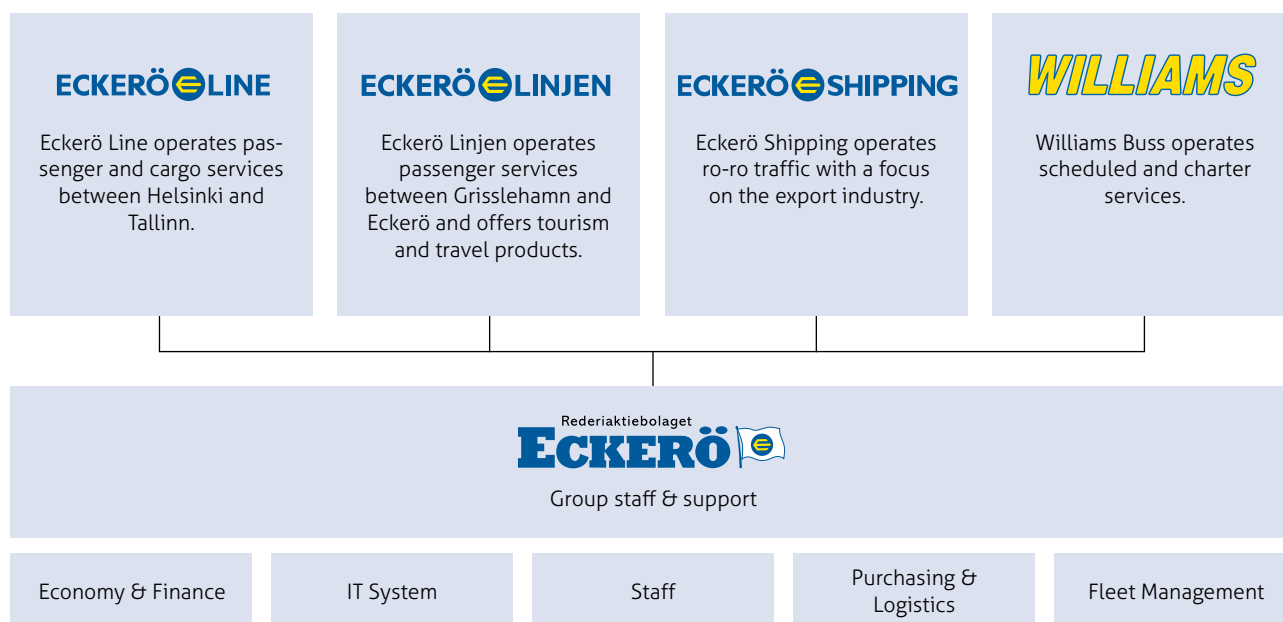 ECKERÖ LINE
Eckerö Line operates pas-
senger and cargo services
between Helsinki and
Tallinn.
ECKERÖ LINJEN
Eckerö Linjen operates
passenger services
between Grisslehamn and
Eckerö and offers tourism
and travel products.
ECKERÖ SHIPPING
Eckerö Shipping operates
ro-ro traffic with a focus
on the export industry.
WILLIAMS
Williams Buss operates
scheduled and charter
services.
Rederiaktiebolaget
ECKERÖ
Group staff & support
Economy & Finance
IT System
Staff
Purchasing &
Logistics
Fleet Management